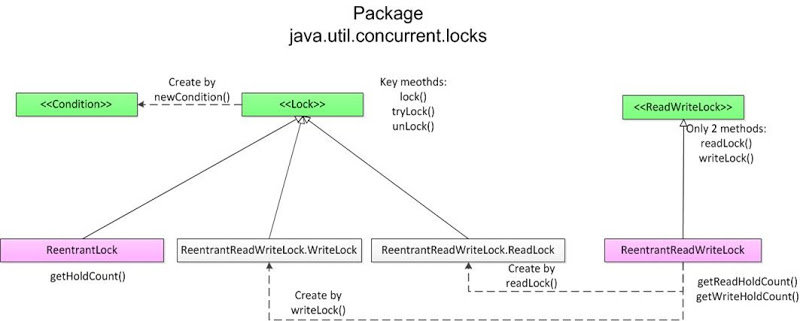 Package
java.util.concurrent.locks
Create by
newCondition()
Key meothds:
lock()
tryLock()
unLock()
<<Condition>>
<<Lock>>
<<ReadWriteLock>>
Only 2 methods:
readLock()
writeLock()
ReentrantLock
ReentrantReadWriteLock.WriteLock
ReentrantReadWriteLock.ReadLock
ReentrantReadWriteLock
getHoldCount()
Create by
readLock()
getReadHoldCount()
getWriteHoldCount()
Create by
writeLock()